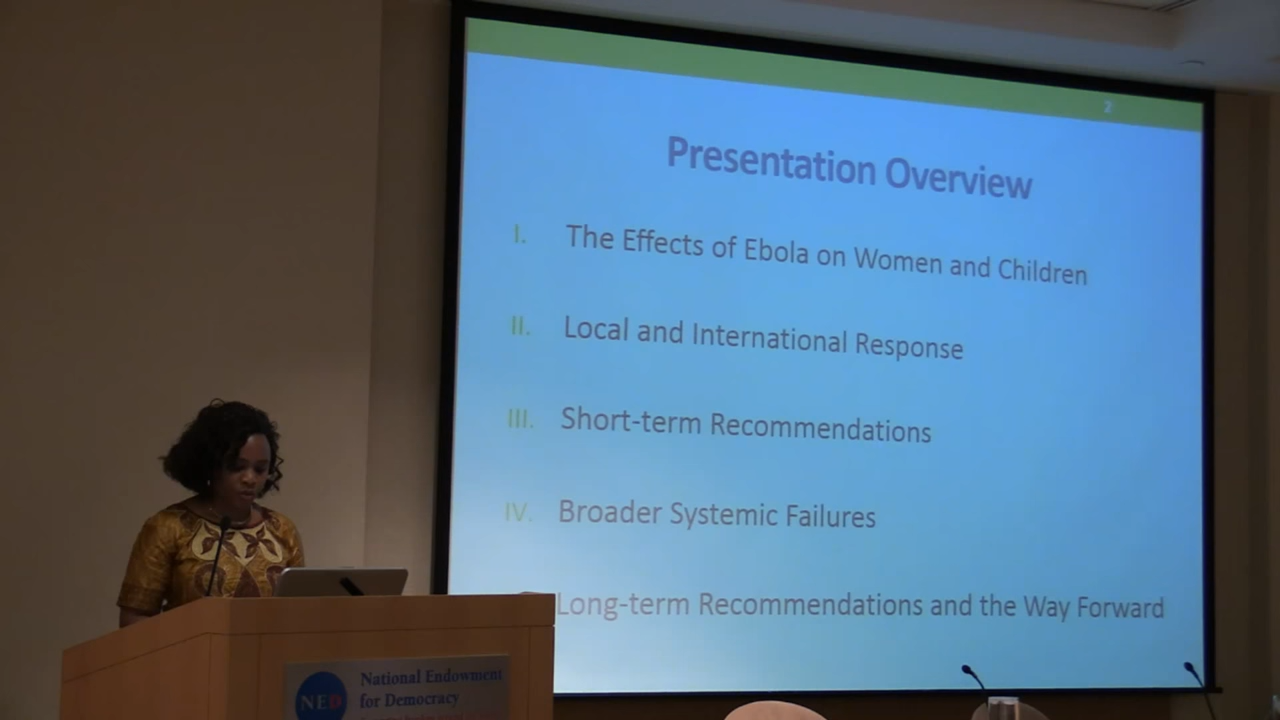 2
Presentation Overview
I. The Effects of Ebola on Women and Children
II. Local and International Response
III. Short-term Recommendations
IV. Broader Systemic Failures
Long-term Recommendations and the Way Forward
NED
National Endowment
for Democracy